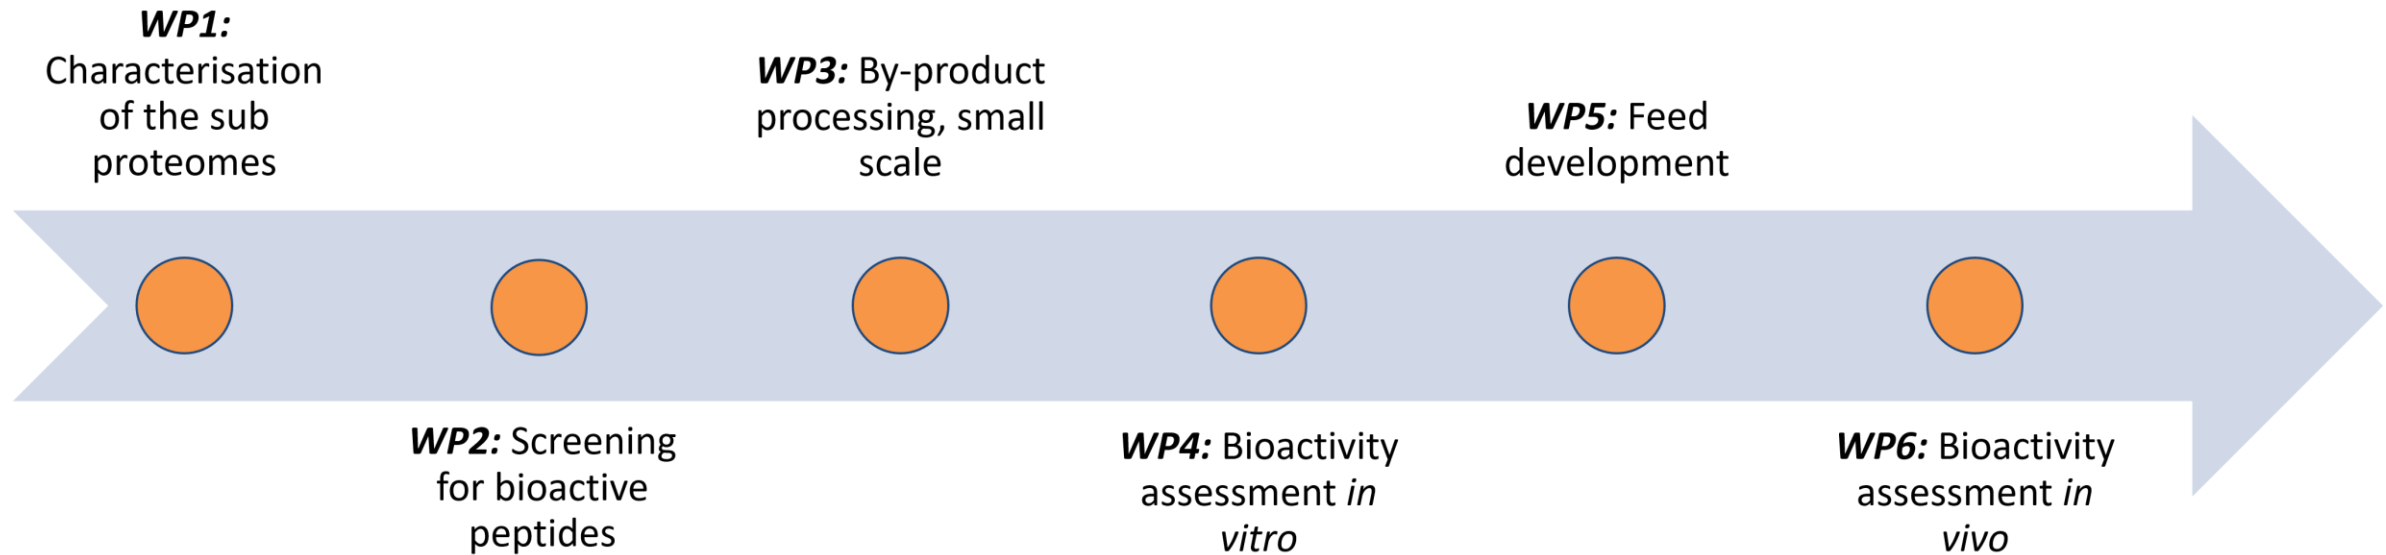 WP1:
Characterisation
of the sub
proteomes
WP2: Screening
for bioactive
peptides
WP3: By-product
processing, small
scale
WP4: Bioactivity
assessment in
vitro
WP5: Feed
development
WP6: Bioactivity
assessment in
vivo